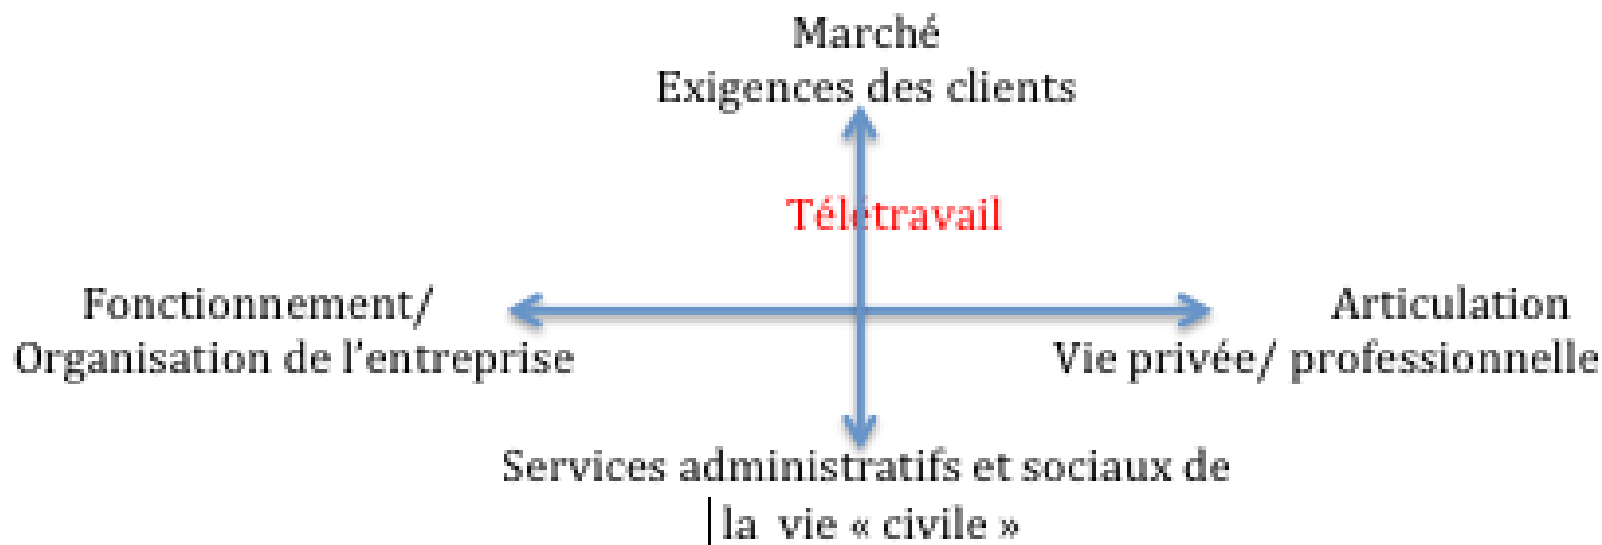 Marché
Exigences des clients
Télétravail
Fonctionnement/
Organisation de l'entreprise
Articulation
Vie privée/ professionnelle
Services administratifs et sociaux de
la vie « civile »